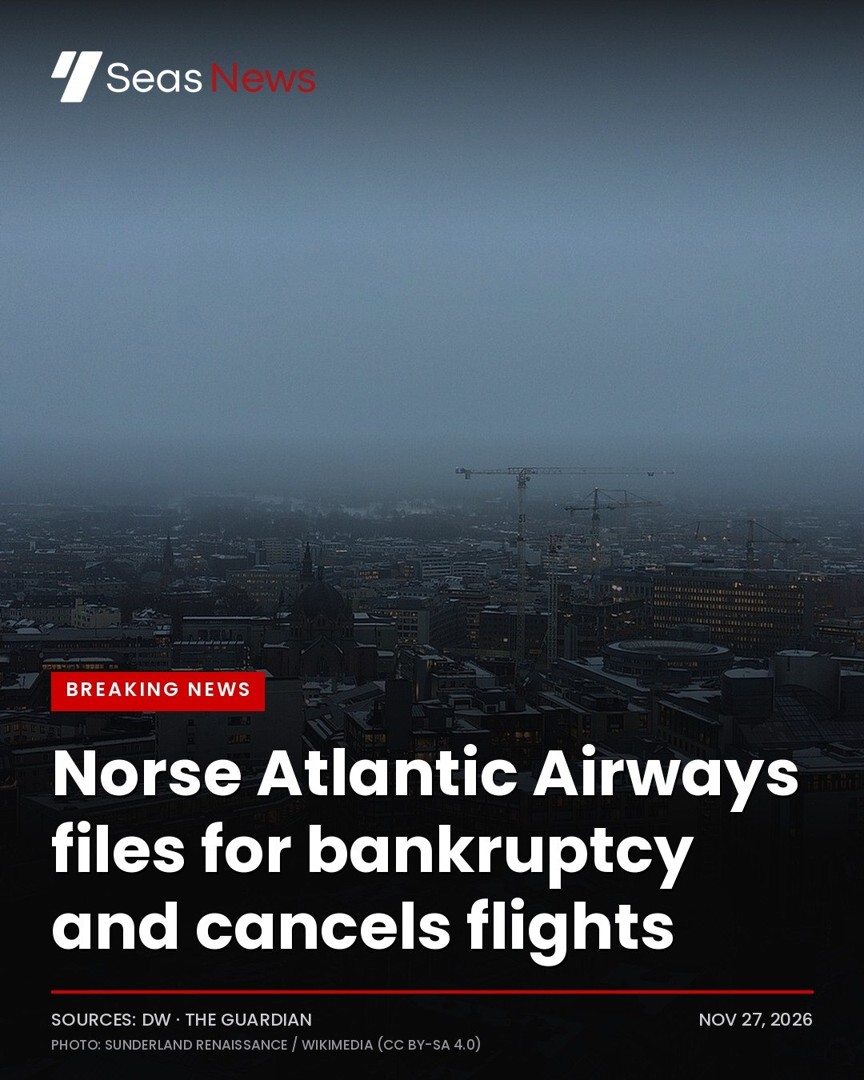 Seas News
BREAKING NEWS
Norse Atlantic Airways
files for bankruptcy
and cancels flights
SOURCES: DW · THE GUARDIAN
NOV 27, 2026
PHOTO: SUNDERLAND RENAISSANCE / WIKIMEDIA (CC BY-SA 4.0)